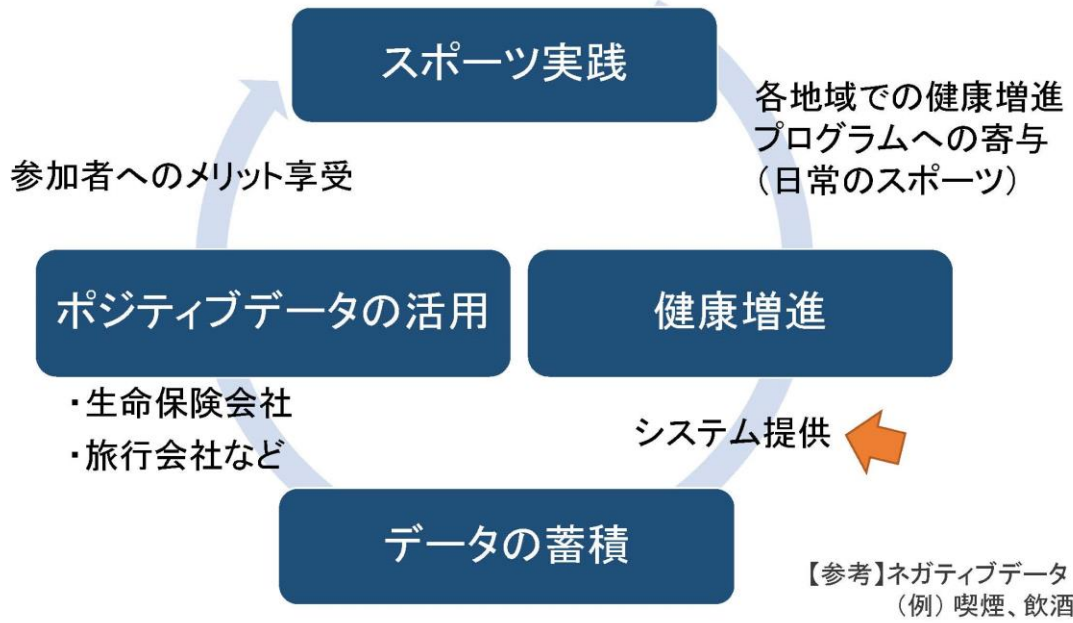 スポーツ実践
各地域での健康増進
プログラムへの寄与
(日常のスポーツ)
参加者へのメリット享受
ポジティブデータの活用
健康増進
・生命保険会社
・旅行会社など
システム提供
データの蓄積
【参考】ネガティブデータ
(例) 喫煙、飲酒